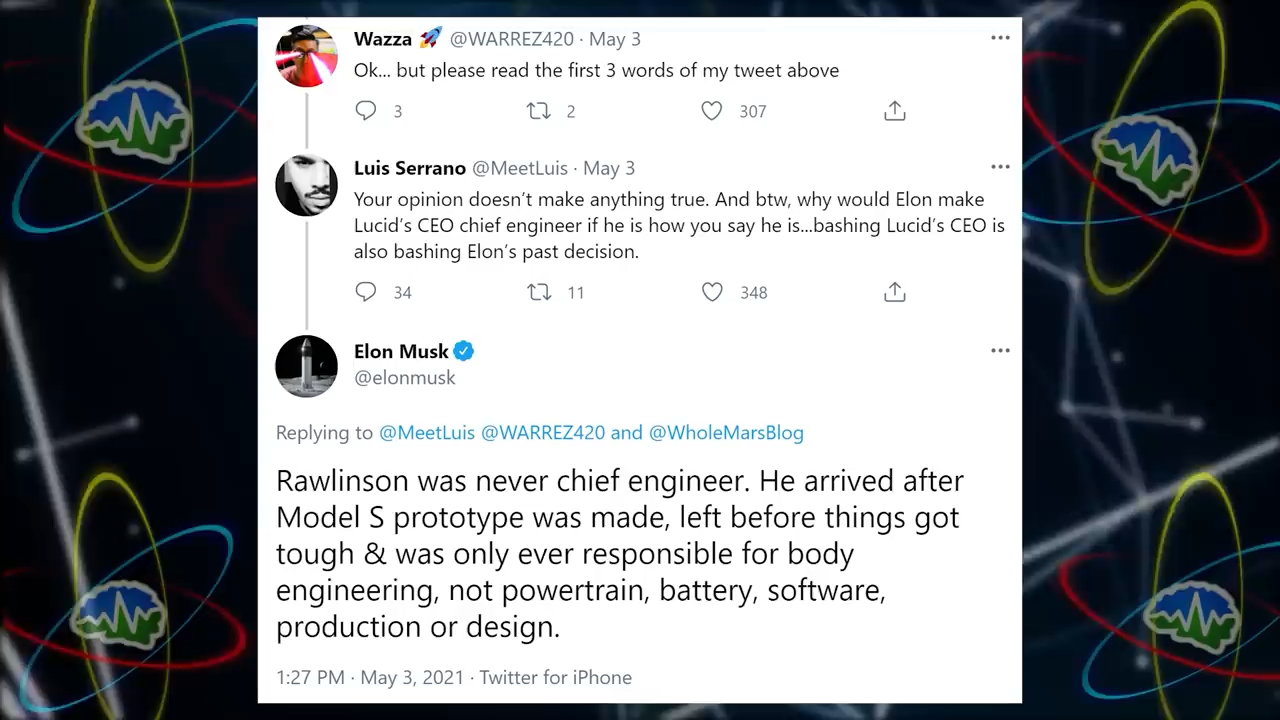 Wazza 🚀 @WARREZ420 · May 3
Ok... but please read the first 3 words of my tweet above
3 2 307
Luis Serrano @MeetLuis · May 3
Your opinion doesn’t make anything true. And btw, why would Elon make
Lucid’s CEO chief engineer if he is how you say he is...bashing Lucid’s CEO is
also bashing Elon’s past decision.
34 11 348
Elon Musk
@elonmusk
Replying to @MeetLuis @WARREZ420 and @WholeMarsBlog
Rawlinson was never chief engineer. He arrived after
Model S prototype was made, left before things got
tough & was only ever responsible for body
engineering, not powertrain, battery, software,
production or design.
1:27 PM · May 3, 2021 · Twitter for iPhone